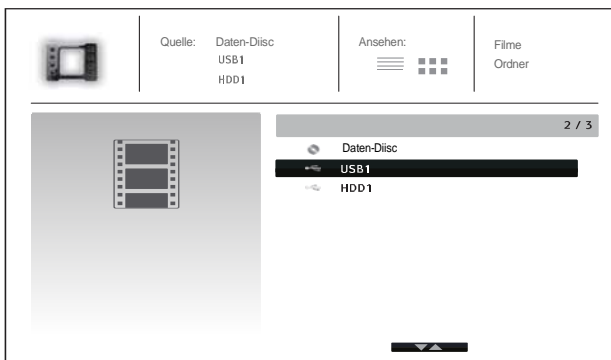 Quelle: Daten-Diisc
USB1
HDD1
Ansehen:
Filme
Ordner
2 / 3
Daten-Diisc
USB1
HDD1